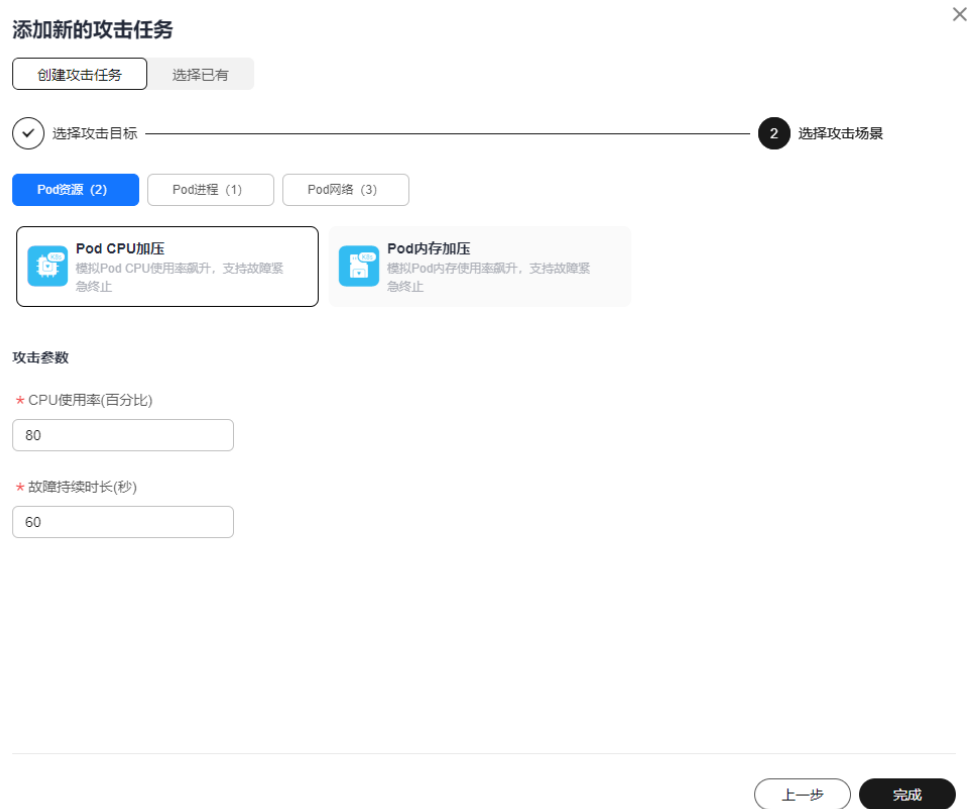 添加新的攻击任务
创建攻击任务 选择已有
选择攻击目标 2 选择攻击场景
Pod资源（2） Pod进程（1） Pod网络（3）
Pod CPU加压 Pod内存加压
模拟Pod CPU使用率飙升，支持故障紧 模拟Pod内存使用率飙升，支持故障紧
急终止 急终止
攻击参数
* CPU使用率(百分比)
80
* 故障持续时长(秒)
60
上一步 完成